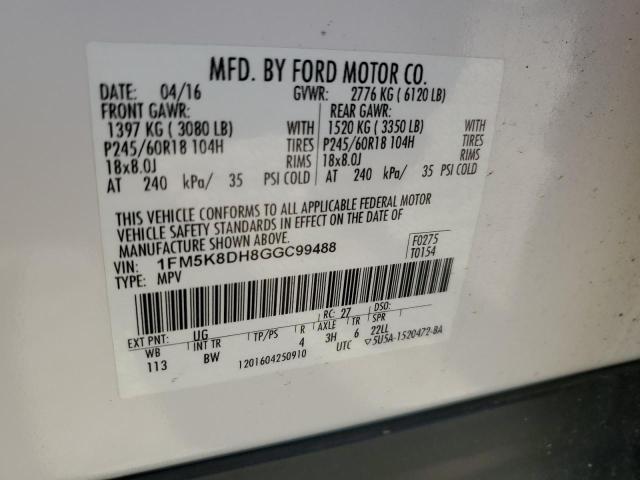 MFD. BY FORD MOTOR CO.
DATE: 04/16 GVWR: 2776 KG ( 6120 LB)
FRONT GAWR: REAR GAWR:
1397 KG ( 3080 LB) WITH 1520 KG ( 3350 LB) WITH
P245/60R18 104H TIRES P245/60R18 104H TIRES
18x8.0J RIMS 18x8.0J RIMS
AT 240 kPa/ 35 PSI COLD AT 240 kPa/ 35 PSI COLD
THIS VEHICLE CONFORMS TO ALL APPLICABLE FEDERAL MOTOR
VEHICLE SAFETY STANDARDS IN EFFECT ON THE DATE OF
MANUFACTURE SHOWN ABOVE.
VIN: 1FM5K8DH8GGC99488 F0275
TYPE: MPV T0154
RC: 27 DSO:
EXT PNT: UG
WB INT TR TP/PS R AXLE TR SPR
113 BW 4 3H 6 22LL
1201604250910 UTC ▽5U5A-1520472-BA